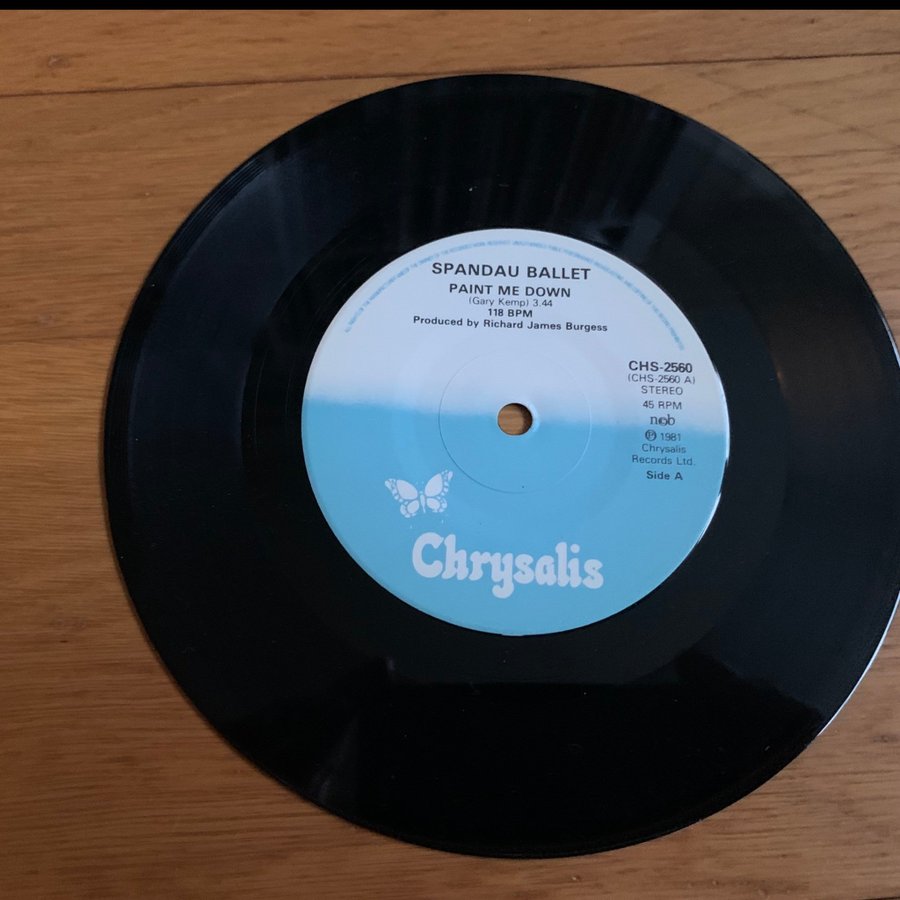 SPANDAU BALLET
PAINT ME DOWN
(Gary Kemp) 3.44
118 BPM
Produced by Richard James Burgess
CHS-2560
(CHS-2560 A)
STEREO
45 RPM
ncb
Ⓟ 1981
Chrysalis
Records Ltd.
Side A
Chrysalis